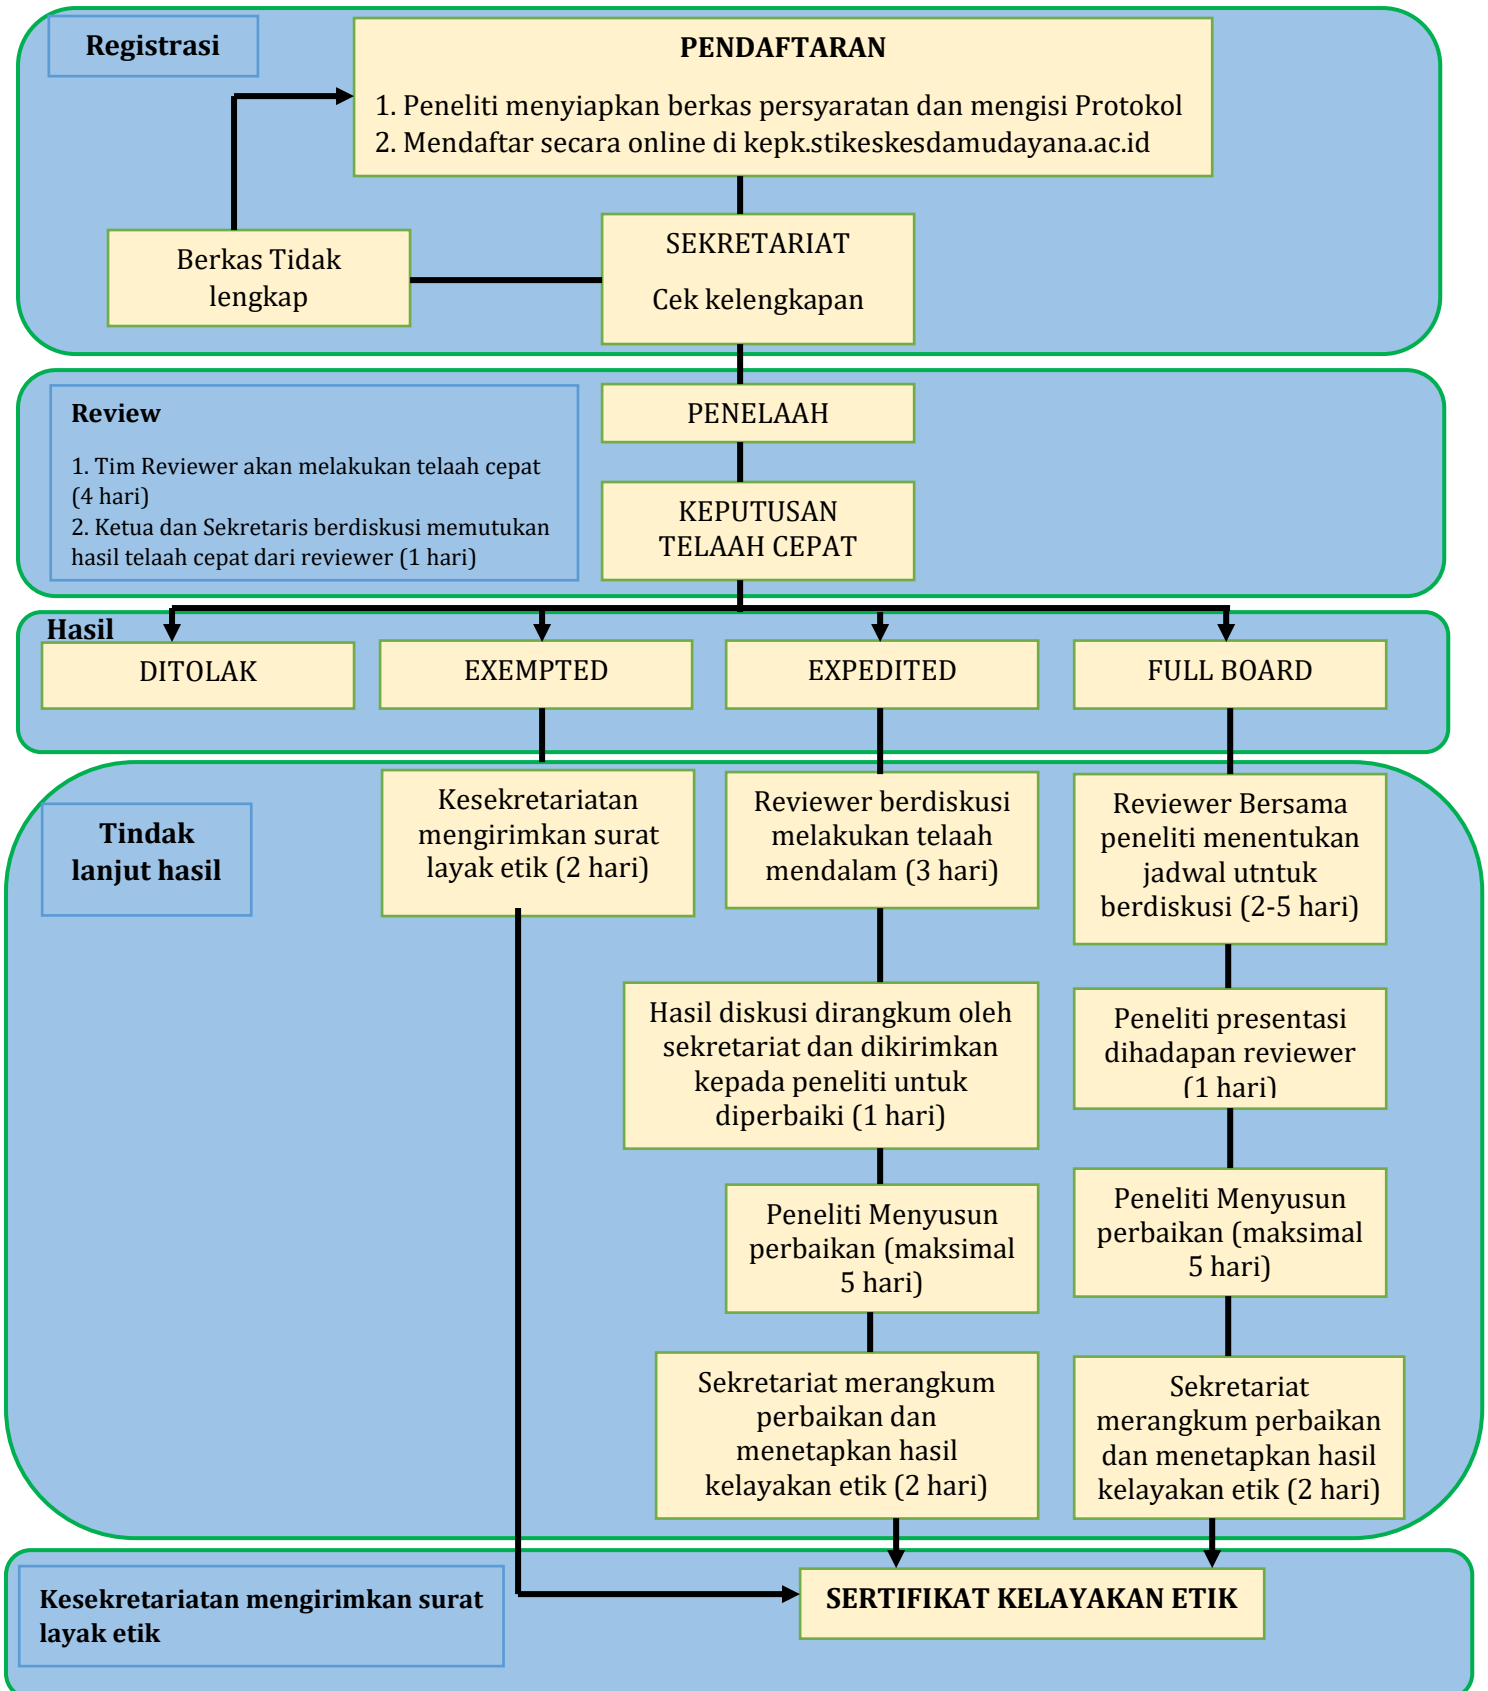 Registrasi
PENDAFTARAN
1. Peneliti menyiapkan berkas persyaratan dan mengisi Protokol
2. Mendaftar secara online di kepk.stikeskesdamudayana.ac.id
Berkas Tidak
lengkap
SEKRETARIAT
Cek kelengkapan
Review
1. Tim Reviewer akan melakukan telaah cepat
(4 hari)
2. Ketua dan Sekretaris berdiskusi memutukan
hasil telaah cepat dari reviewer (1 hari)
PENELAAH
KEPUTUSAN
TELAAH CEPAT
Hasil
DITOLAK
EXEMPTED
EXPEDITED
FULL BOARD
Tindak
lanjut hasil
Kesekretariatan
mengirimkan surat
layak etik (2 hari)
Reviewer berdiskusi
melakukan telaah
mendalam (3 hari)
Reviewer Bersama
peneliti menentukan
jadwal utntuk
berdiskusi (2-5 hari)
Hasil diskusi dirangkum oleh
sekretariat dan dikirimkan
kepada peneliti untuk
diperbaiki (1 hari)
Peneliti presentasi
dihadapan reviewer
(1 hari)
Peneliti Menyusun
perbaikan (maksimal
5 hari)
Peneliti Menyusun
perbaikan (maksimal
5 hari)
Sekretariat merangkum
perbaikan dan
menetapkan hasil
kelayakan etik (2 hari)
Sekretariat
merangkum perbaikan
dan menetapkan hasil
kelayakan etik (2 hari)
Kesekretariatan mengirimkan surat
layak etik
SERTIFIKAT KELAYAKAN ETIK